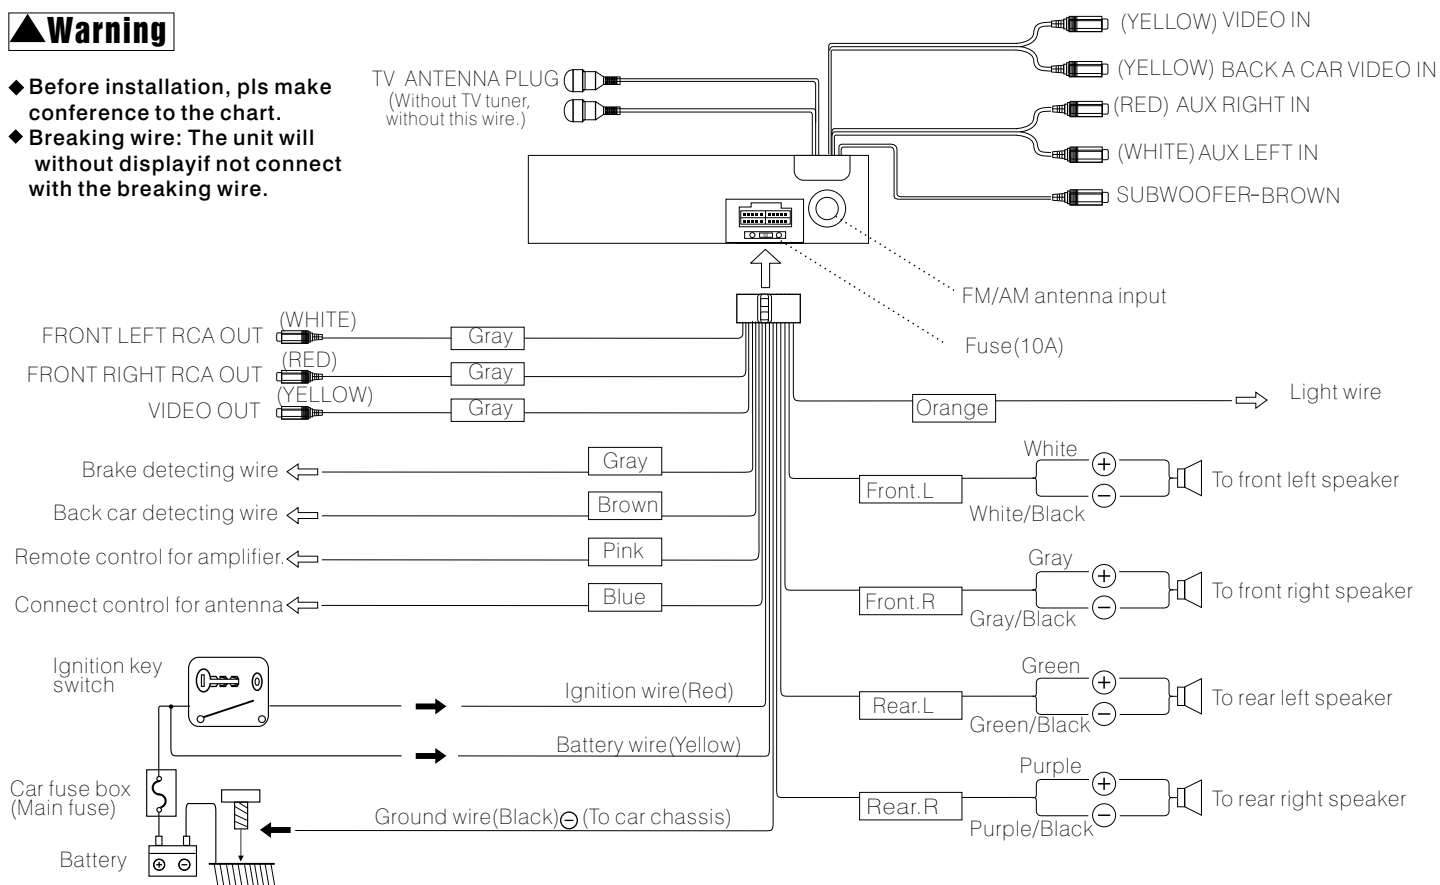 Warning
◆ Before installation, pls make
conference to the chart.
◆ Breaking wire: The unit will
without displayif not connect
with the breaking wire.
TV ANTENNA PLUG
(Without TV tuner,
without this wire.)
(YELLOW) VIDEO IN
(YELLOW) BACK A CAR VIDEO IN
(RED) AUX RIGHT IN
(WHITE) AUX LEFT IN
SUBWOOFER-BROWN
FM/AM antenna input
Fuse(10A)
FRONT LEFT RCA OUT
(WHITE)
Gray
FRONT RIGHT RCA OUT
(RED)
Gray
VIDEO OUT
(YELLOW)
Gray
Brake detecting wire
Gray
Back car detecting wire
Brown
Remote control for amplifier.
Pink
Connect control for antenna
Blue
Ignition key
switch
Ignition wire(Red)
Battery wire(Yellow)
Car fuse box
(Main fuse)
Ground wire(Black)⊖(To car chassis)
Battery
Orange
Light wire
Front.L
White
White/Black
To front left speaker
Front.R
Gray
Gray/Black
To front right speaker
Rear.L
Green
Green/Black
To rear left speaker
Rear.R
Purple
Purple/Black
To rear right speaker